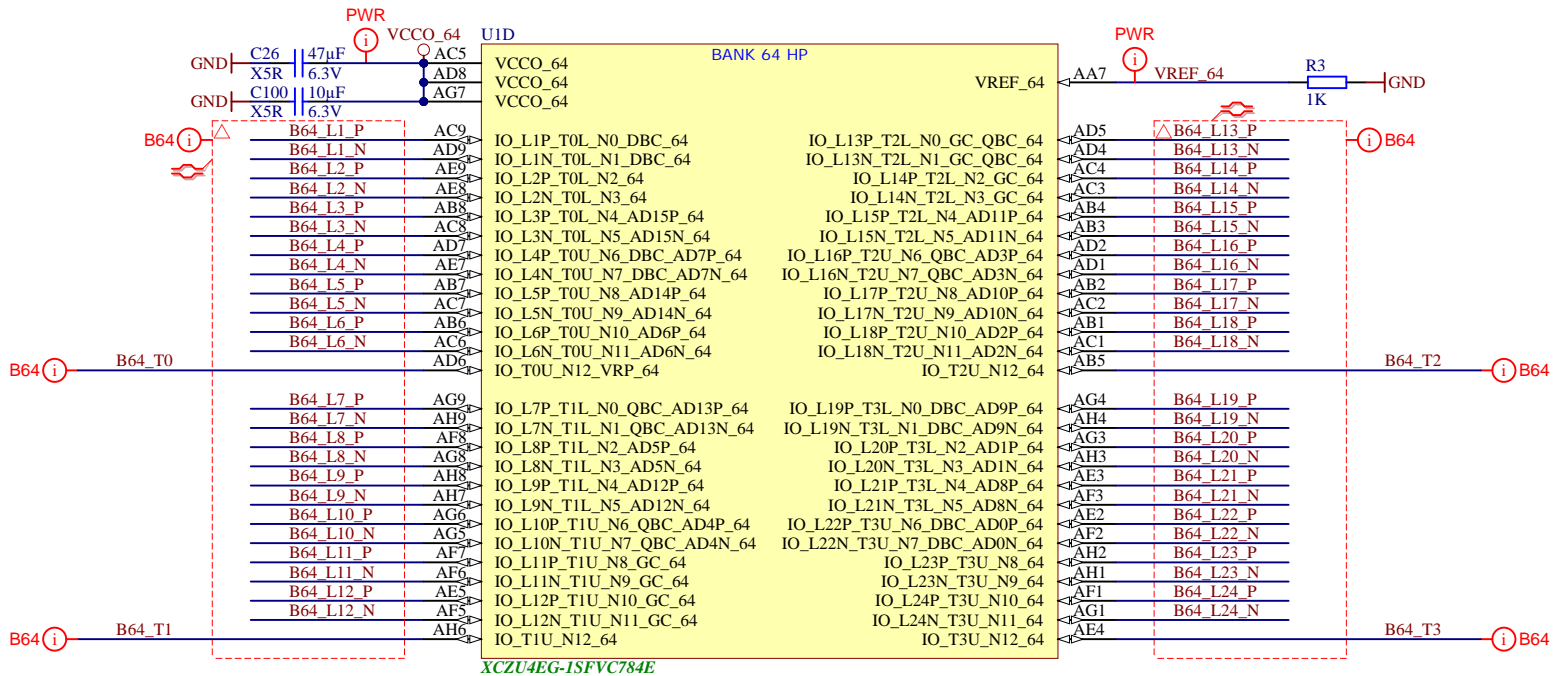 PWR
VCCO_64
U1D
BANK 64 HP
PWR
GND C26 47µF AC5 VCCO_64
X5R 6.3V
AD8 VCCO_64
VREF_64 AA7 VREF_64 R3 GND
1K
GND C100 10µF AG7 VCCO_64
X5R 6.3V
B64 i B64_L1_P AC9 IO_L1P_T0L_N0_DBC_64 IO_L13P_T2L_N0_GC_QBC_64 AD5 B64_L13_P i B64
B64_L1_N AD9 IO_L1N_T0L_N1_DBC_64 IO_L13N_T2L_N1_GC_QBC_64 AD4 B64_L13_N
B64_L2_P AE9 IO_L2P_T0L_N2_64 IO_L14P_T2L_N2_GC_64 AC4 B64_L14_P
B64_L2_N AE8 IO_L2N_T0L_N3_64 IO_L14N_T2L_N3_GC_64 AC3 B64_L14_N
B64_L3_P AB8 IO_L3P_T0L_N4_AD15P_64 IO_L15P_T2L_N4_AD11P_64 AB4 B64_L15_P
B64_L3_N AC8 IO_L3N_T0L_N5_AD15N_64 IO_L15N_T2L_N5_AD11N_64 AB3 B64_L15_N
B64_L4_P AD7 IO_L4P_T0U_N6_DBC_AD7P_64 IO_L16P_T2U_N6_QBC_AD3P_64 AD2 B64_L16_P
B64_L4_N AE7 IO_L4N_T0U_N7_DBC_AD7N_64 IO_L16N_T2U_N7_QBC_AD3N_64 AD1 B64_L16_N
B64_L5_P AB7 IO_L5P_T0U_N8_AD14P_64 IO_L17P_T2U_N8_AD10P_64 AB2 B64_L17_P
B64_L5_N AC7 IO_L5N_T0U_N9_AD14N_64 IO_L17N_T2U_N9_AD10N_64 AC2 B64_L17_N
B64_L6_P AB6 IO_L6P_T0U_N10_AD6P_64 IO_L18P_T2U_N10_AD2P_64 AB1 B64_L18_P
B64_L6_N AC6 IO_L6N_T0U_N11_AD6N_64 IO_L18N_T2U_N11_AD2N_64 AC1 B64_L18_N
B64 i B64_T0 AD6 IO_T0U_N12_VRP_64 IO_T2U_N12_64 AB5 B64_T2 i B64
B64_L7_P AG9 IO_L7P_T1L_N0_QBC_AD13P_64 IO_L19P_T3L_N0_DBC_AD9P_64 AG4 B64_L19_P
B64_L7_N AH9 IO_L7N_T1L_N1_QBC_AD13N_64 IO_L19N_T3L_N1_DBC_AD9N_64 AH4 B64_L19_N
B64_L8_P AF8 IO_L8P_T1L_N2_AD5P_64 IO_L20P_T3L_N2_AD1P_64 AG3 B64_L20_P
B64_L8_N AG8 IO_L8N_T1L_N3_AD5N_64 IO_L20N_T3L_N3_AD1N_64 AH3 B64_L20_N
B64_L9_P AH8 IO_L9P_T1L_N4_AD12P_64 IO_L21P_T3L_N4_AD8P_64 AE3 B64_L21_P
B64_L9_N AH7 IO_L9N_T1L_N5_AD12N_64 IO_L21N_T3L_N5_AD8N_64 AF3 B64_L21_N
B64_L10_P AG6 IO_L10P_T1U_N6_QBC_AD4P_64 IO_L22P_T3U_N6_DBC_AD0P_64 AE2 B64_L22_P
B64_L10_N AG5 IO_L10N_T1U_N7_QBC_AD4N_64 IO_L22N_T3U_N7_DBC_AD0N_64 AF2 B64_L22_N
B64_L11_P AF7 IO_L11P_T1U_N8_GC_64 IO_L23P_T3U_N8_64 AH2 B64_L23_P
B64_L11_N AF6 IO_L11N_T1U_N9_GC_64 IO_L23N_T3U_N9_64 AH1 B64_L23_N
B64_L12_P AE5 IO_L12P_T1U_N10_GC_64 IO_L24P_T3U_N10_64 AF1 B64_L24_P
B64_L12_N AF5 IO_L12N_T1U_N11_GC_64 IO_L24N_T3U_N11_64 AG1 B64_L24_N
B64 i B64_T1 AH6 IO_T1U_N12_64 IO_T3U_N12_64 AE4 B64_T3 i B64
XCZU4EG-1SFVC784E